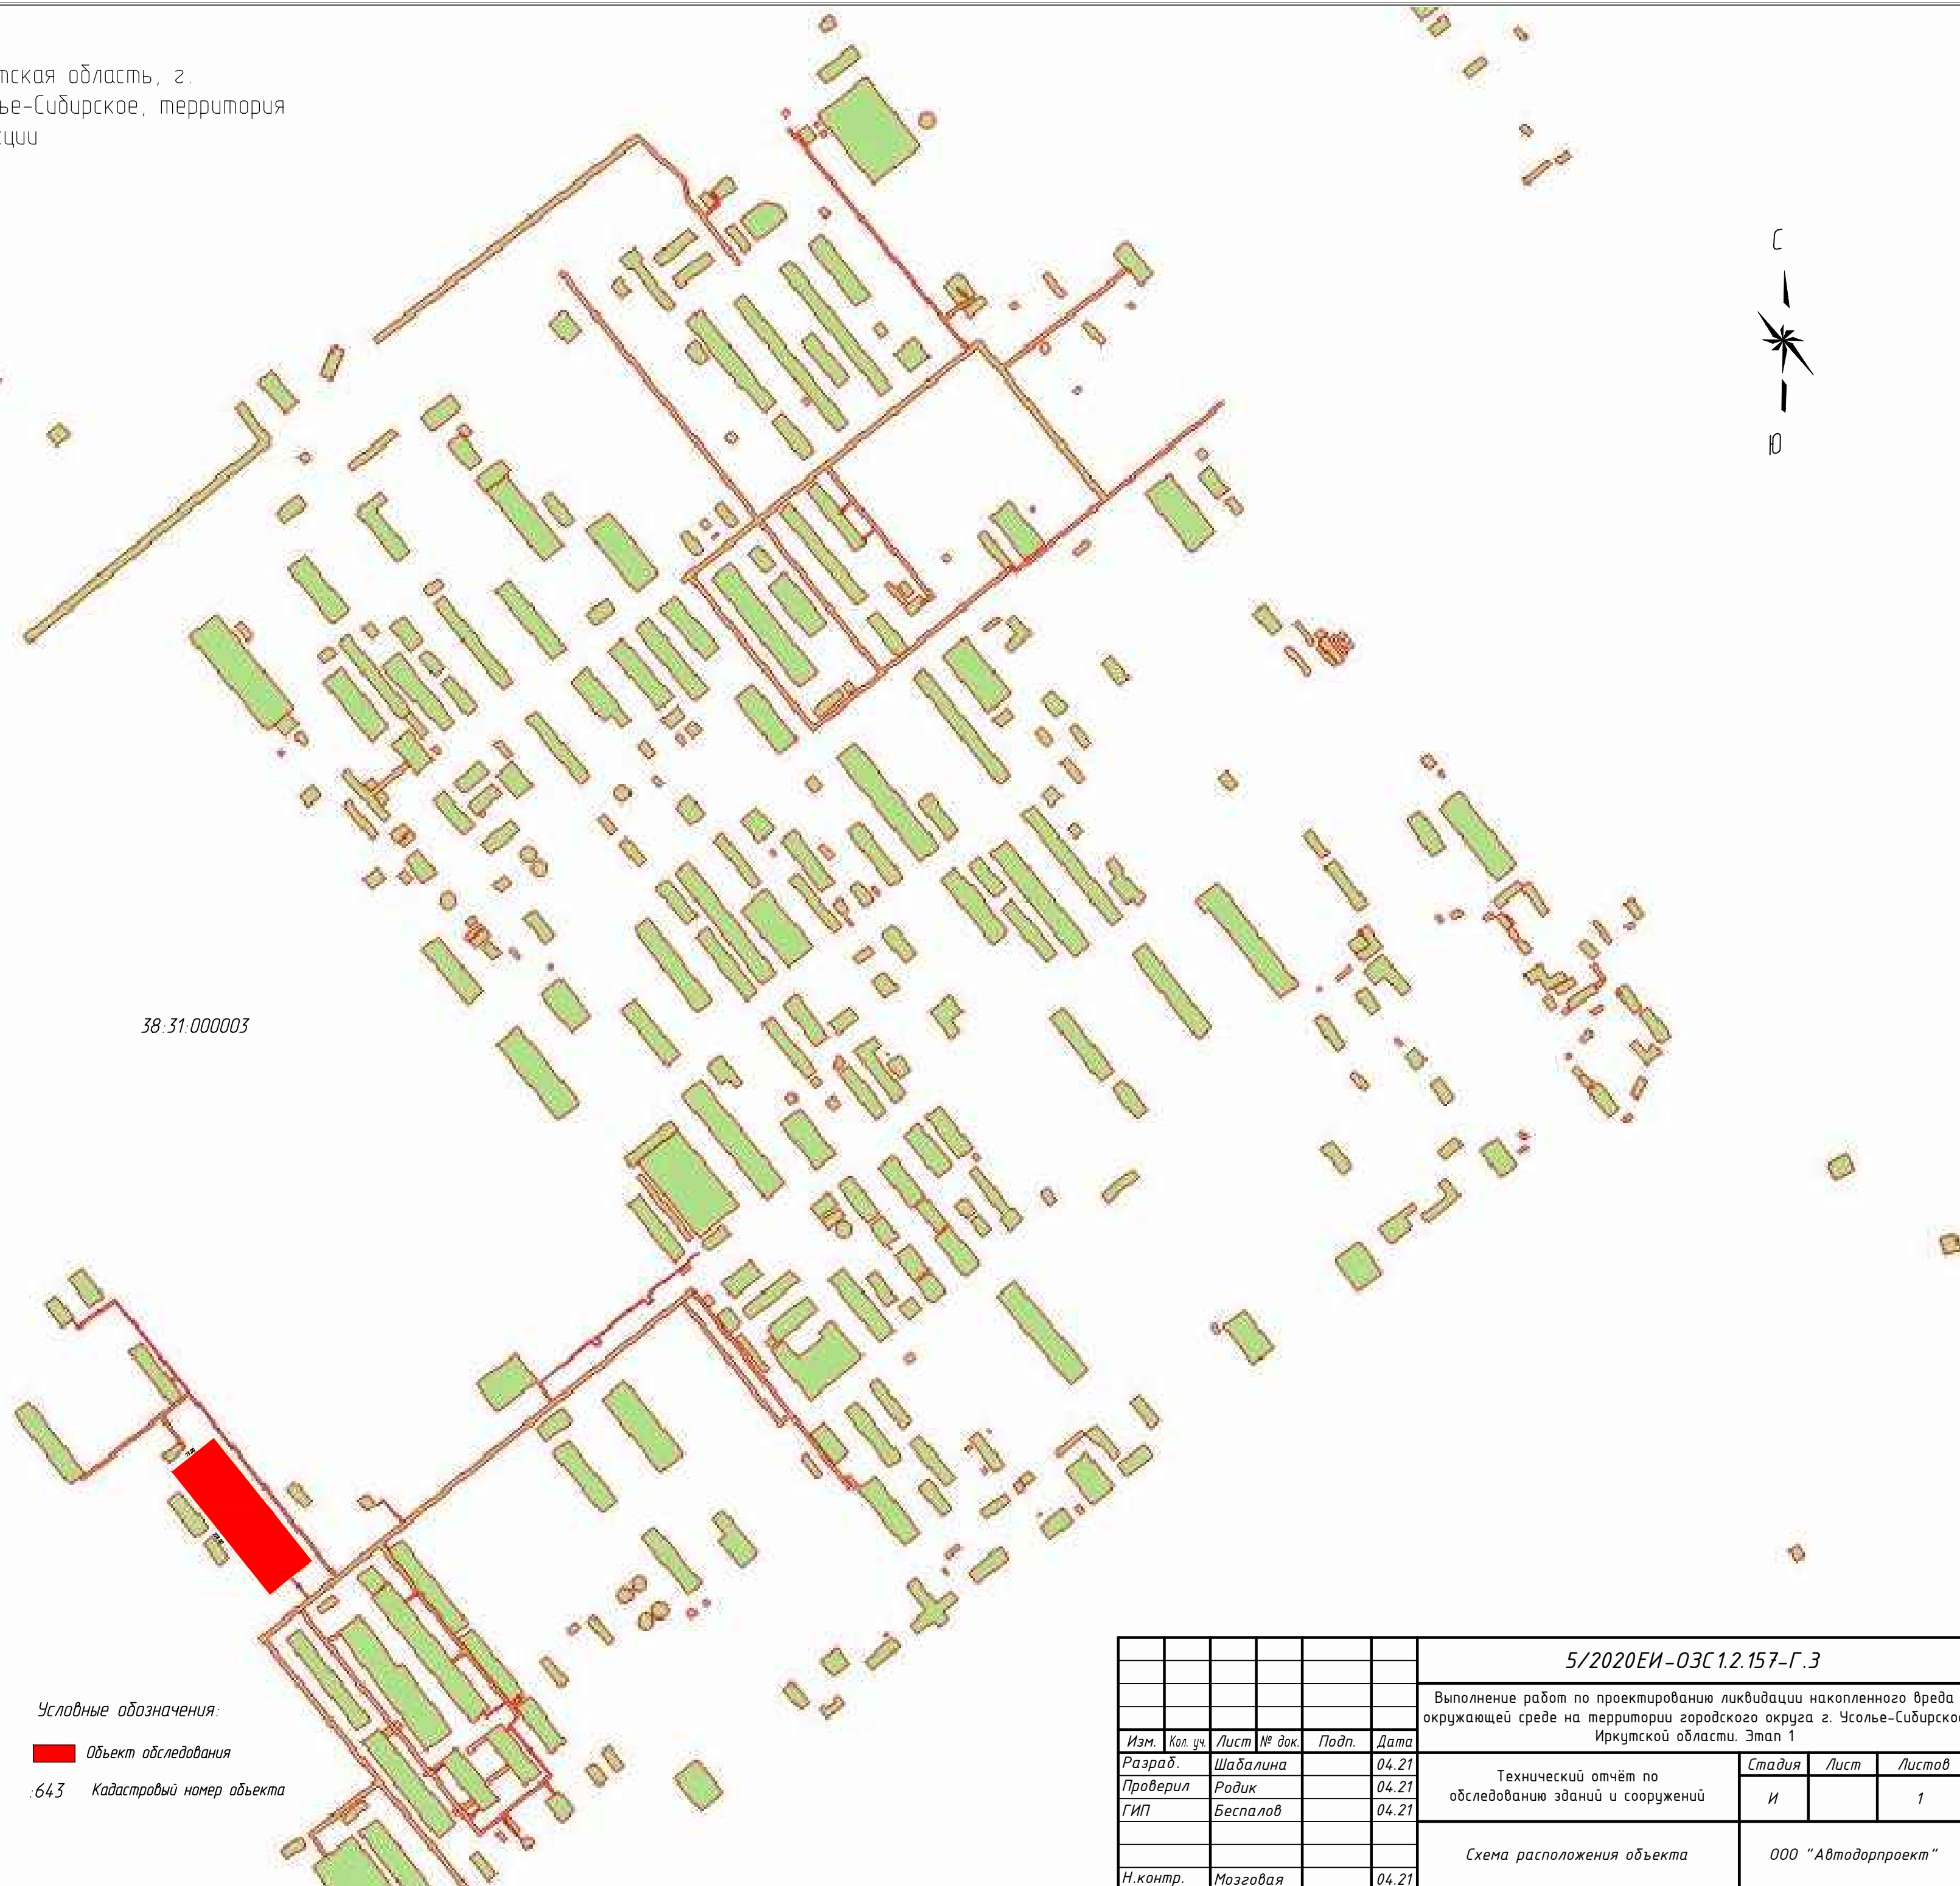 тская область, г.
ье-Сибирское, территория
ции
С
Ю
38:31:000003
Условные обозначения:
Объект обследования
:643 Кадастровый номер объекта
5/2020ЕИ-ОЗС1.2.157-Г.3
Выполнение работ по проектированию ликвидации накопленного вреда
окружающей среде на территории городского округа г. Усолье-Сибирское
Иркутской области. Этап 1
Изм. Кол. уч. Лист № док. Подп. Дата
Разраб. Шабалина 04.21
Проверил Родик 04.21
ГИП Беспалов 04.21
Н.контр. Мозговая 04.21
Технический отчёт по
обследованию зданий и сооружений
Стадия Лист Листов
И 1
Схема расположения объекта
ООО "Автодорпроект"